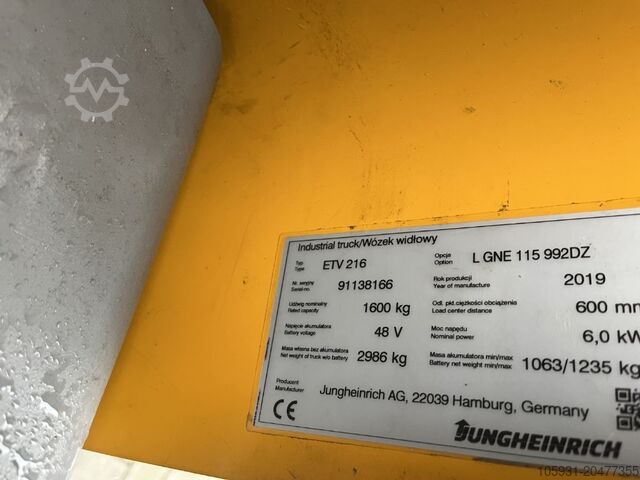 Industrial truck/Wózek widłowy
Typ
Type ETV 216 Opcja
Option L GNE 115 992DZ
Nr. seryjny
Serial-no. 91138166 Rok produkcji
Year of manufacture 2019
Udźwig nominalny
Rated capacity 1600 kg Odl. pkt.ciężkości obciążenia
Load center distance 600 mm
Napięcie akumulatora
Battery voltage 48 V Moc napędu
Nominal power 6,0 kW
Masa własna bez akumulatora
Net weight of truck w/o battery 2986 kg Masa akumulatora min/max
Battery net weight min/max 1063/1235 kg
Producent
Manufacturer Jungheinrich AG, 22039 Hamburg, Germany
CE
JUNGHEINRICH
105931-20477355